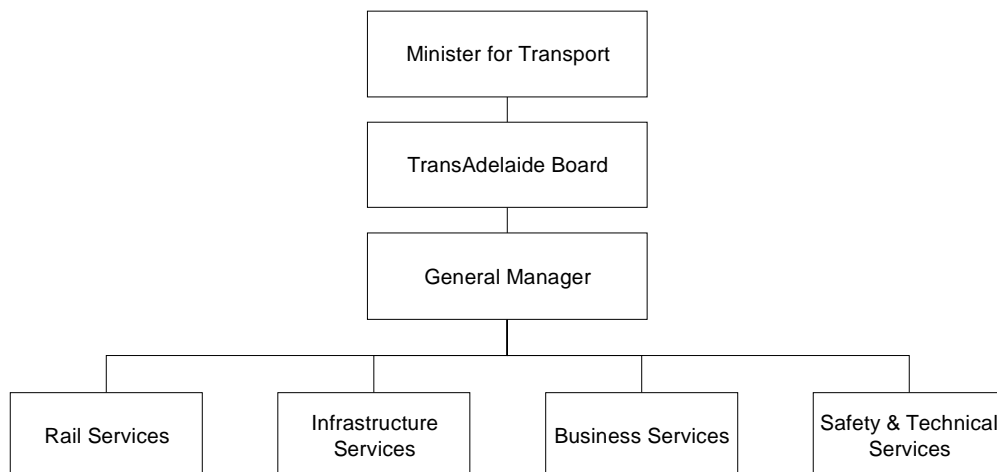 Minister for Transport
TransAdelaide Board
General Manager
Rail Services
Infrastructure
Services
Business Services
Safety & Technical
Services